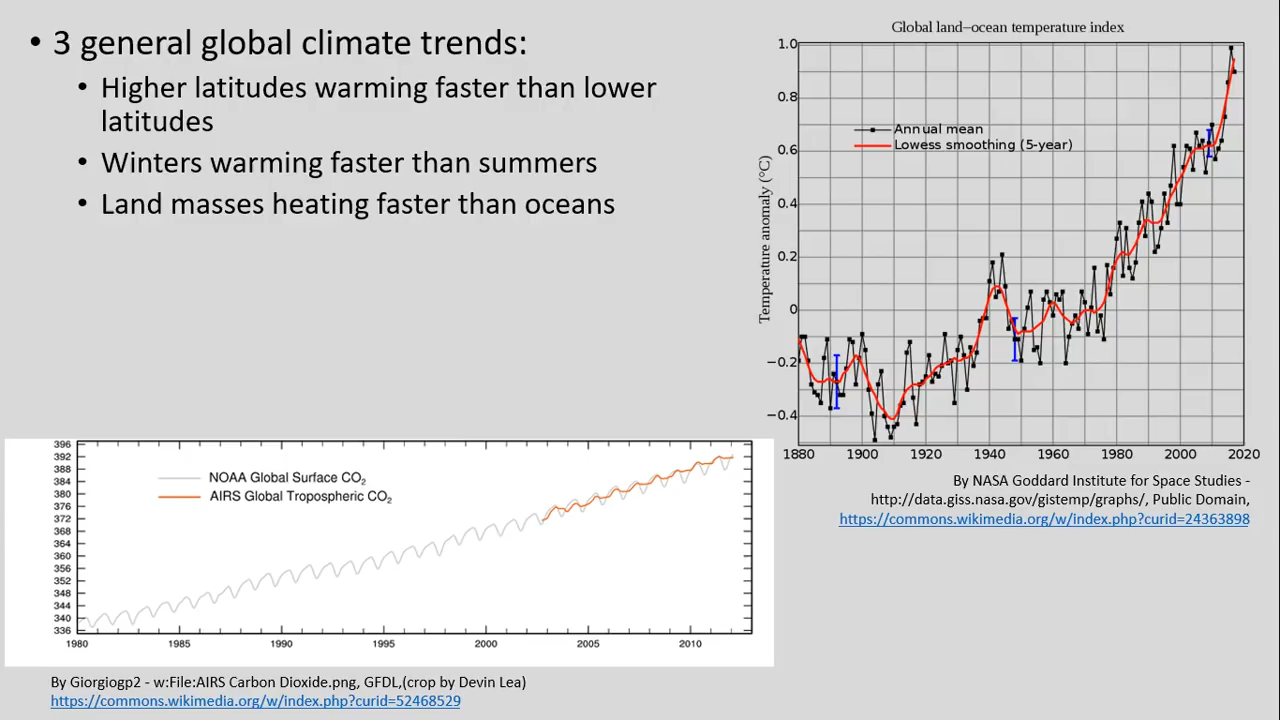 • 3 general global climate trends:
• Higher latitudes warming faster than lower
latitudes
• Winters warming faster than summers
• Land masses heating faster than oceans
Global land–ocean temperature index
Temperature anomaly (°C)
1.0
0.8
0.6
0.4
0.2
0
−0.2
−0.4
Annual mean
Lowess smoothing (5-year)
1880 1900 1920 1940 1960 1980 2000 2020
By NASA Goddard Institute for Space Studies -
http://data.giss.nasa.gov/gistemp/graphs/, Public Domain,
https://commons.wikimedia.org/w/index.php?curid=24363898
396
392
388
384
380
376
372
368
364
360
356
352
348
344
340
336
NOAA Global Surface CO₂
AIRS Global Tropospheric CO₂
1980 1985 1990 1995 2000 2005 2010
By Giorgiogp2 - w:File:AIRS Carbon Dioxide.png, GFDL,(crop by Devin Lea)
https://commons.wikimedia.org/w/index.php?curid=52468529